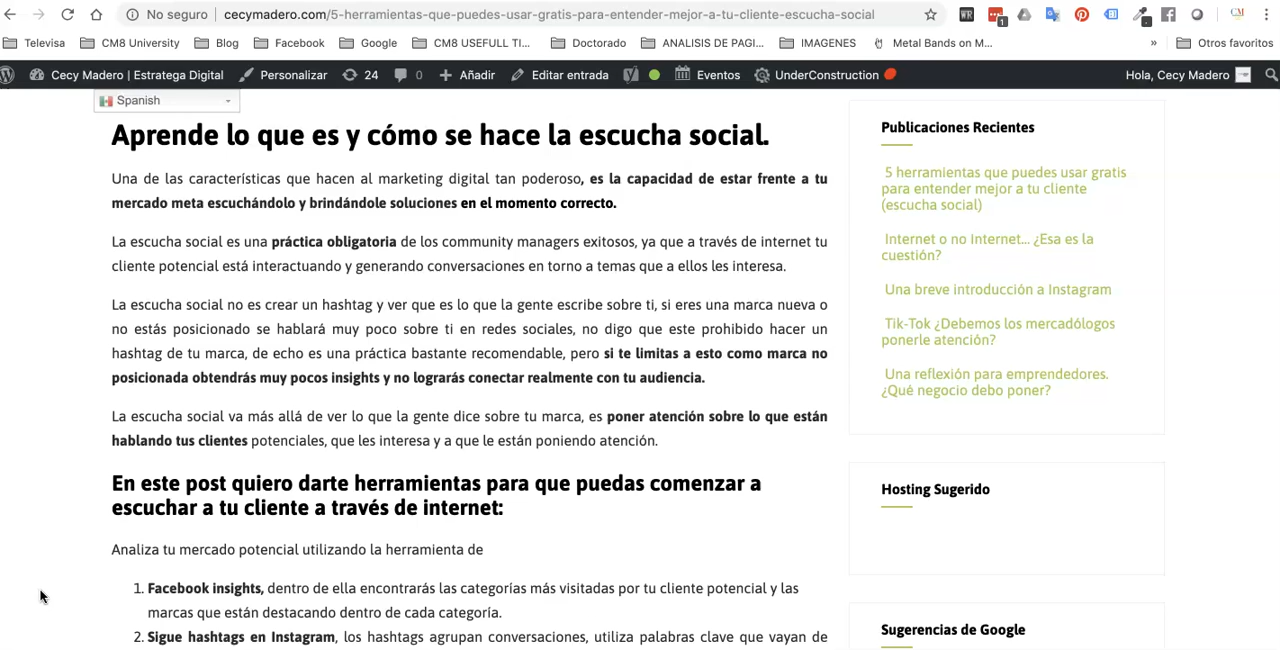 No seguro
cecymadero.com/5-herramientas-que-puedes-usar-gratis-para-entender-mejor-a-tu-cliente-escucha-social
Televisa
CM8 University
Blog
Facebook
Google
CM8 USEFULL TI...
Doctorado
ANALISIS DE PAGI...
IMAGENES
Metal Bands on M...
»
Otros favoritos
Cecy Madero | Estratega Digital
Personalizar
24
0
Añadir
Editar entrada
Eventos
UnderConstruction
Hola, Cecy Madero
Spanish
Aprende lo que es y cómo se hace la escucha social.
Una de las características que hacen al marketing digital tan poderoso, es la capacidad de estar frente a tu
mercado meta escuchándolo y brindándole soluciones en el momento correcto.
La escucha social es una práctica obligatoria de los community managers exitosos, ya que a través de internet tu
cliente potencial está interactuando y generando conversaciones en torno a temas que a ellos les interesa.
La escucha social no es crear un hashtag y ver que es lo que la gente escribe sobre ti, si eres una marca nueva o
no estás posicionado se hablará muy poco sobre ti en redes sociales, no digo que este prohibido hacer un
hashtag de tu marca, de echo es una práctica bastante recomendable, pero si te limitas a esto como marca no
posicionada obtendrás muy pocos insights y no lograrás conectar realmente con tu audiencia.
La escucha social va más allá de ver lo que la gente dice sobre tu marca, es poner atención sobre lo que están
hablando tus clientes potenciales, que les interesa y a que le están poniendo atención.
En este post quiero darte herramientas para que puedas comenzar a
escuchar a tu cliente a través de internet:
Analiza tu mercado potencial utilizando la herramienta de
1. Facebook insights, dentro de ella encontrarás las categorías más visitadas por tu cliente potencial y las
marcas que están destacando dentro de cada categoría.
2. Sigue hashtags en Instagram, los hashtags agrupan conversaciones, utiliza palabras clave que vayan de
Publicaciones Recientes
5 herramientas que puedes usar gratis
para entender mejor a tu cliente
(escucha social)
Internet o no Internet... ¿Esa es la
cuestión?
Una breve introducción a Instagram
Tik-Tok ¿Debemos los mercadólogos
ponerle atención?
Una reflexión para emprendedores.
¿Qué negocio debo poner?
Hosting Sugerido
Sugerencias de Google